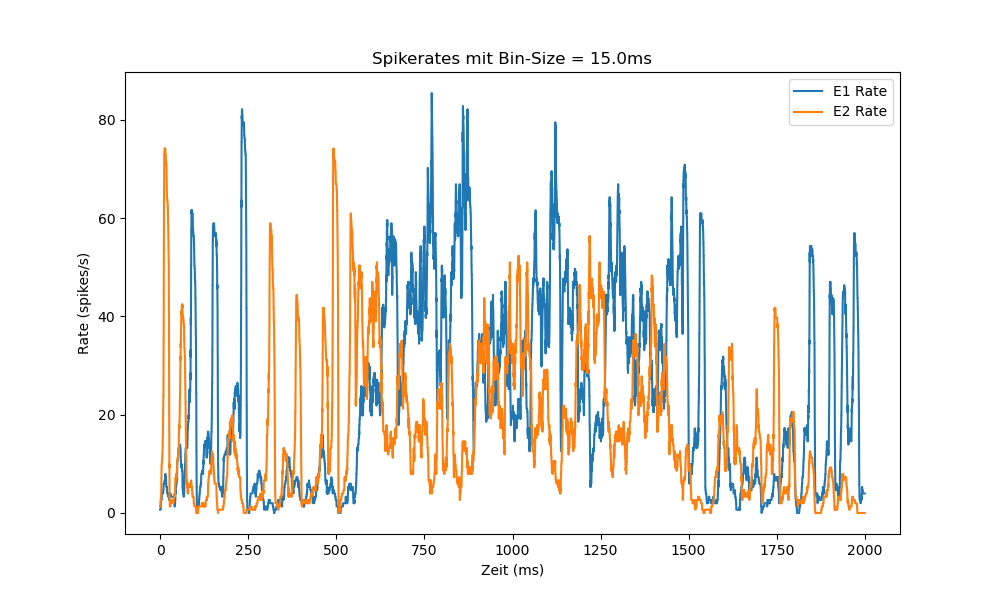 Spikerates mit Bin-Size = 15.0ms
E1 Rate
E2 Rate
80
60
40
20
0
Rate (spikes/s)
0 250 500 750 1000 1250 1500 1750 2000
Zeit (ms)